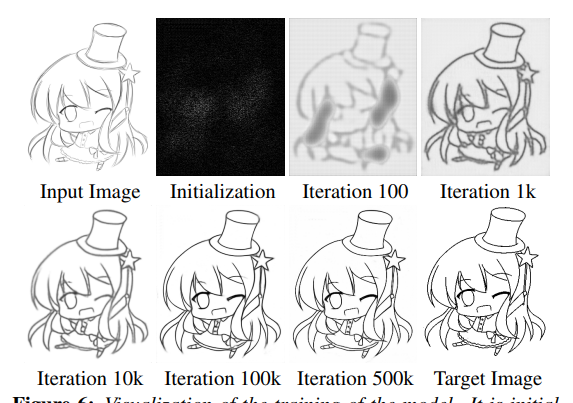 Input Image Initialization Iteration 100 Iteration 1k
Iteration 10k Iteration 100k Iteration 500k Target Image
Figure 6: Visualization of the training of the model. It is initial